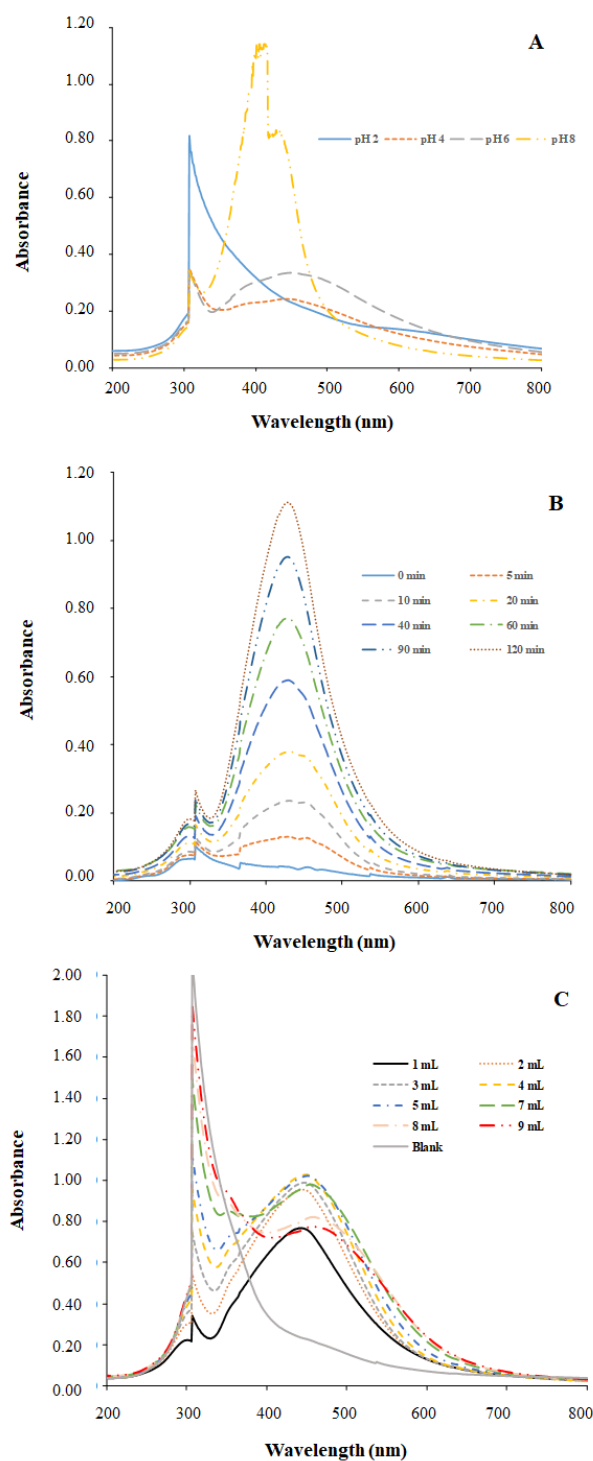 A
1.20
1.00
0.80
0.60
0.40
0.20
0.00
pH 2 pH 4 pH 6 pH 8
Absorbance
200 300 400 500 600 700 800
Wavelength (nm)
B
1.20
1.00
0.80
0.60
0.40
0.20
0.00
0 min 5 min
10 min 20 min
40 min 60 min
90 min 120 min
Absorbance
200 300 400 500 600 700 800
Wavelength (nm)
C
2.00
1.80
1.60
1.40
1.20
1.00
0.80
0.60
0.40
0.20
0.00
1 mL 2 mL
3 mL 4 mL
5 mL 7 mL
8 mL 9 mL
Blank
Absorbance
200 300 400 500 600 700 800
Wavelength (nm)